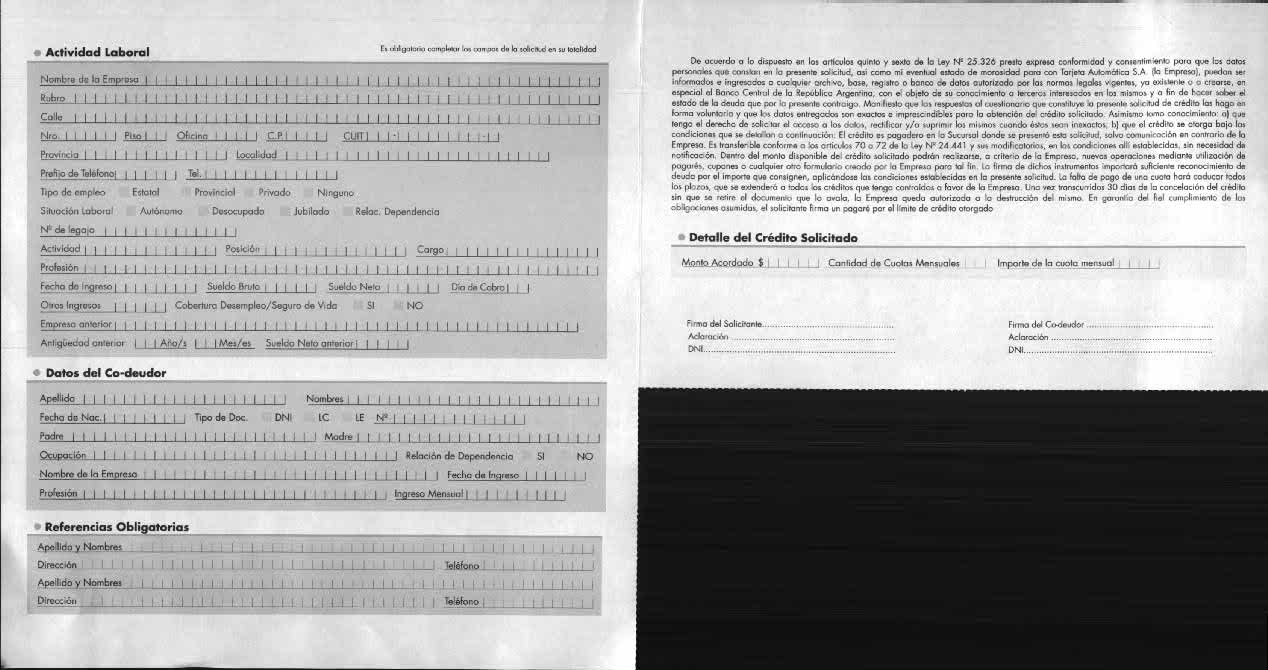 Actividad Laboral
Es obligatorio completar los campos de la solicitud en su totalidad
Nombre de la Empresa
Rubro
Calle
Nro. Piso Oficina C.P. CUIT
Provincia Localidad
Prefijo de Teléfono Tel.
Tipo de empleo Estatal Provincial Privado Ninguno
Situación Laboral Autónomo Desocupado Jubilado Relac. Dependencia
Nº de legajo
Actividad Posición Cargo
Profesión
Fecha de Ingreso Sueldo Bruto Sueldo Neto Día de Cobro
Otros Ingresos Cobertura Desempleo/Seguro de Vida SI NO
Empresa anterior
Antigüedad anterior Año/s Mes/es Sueldo Neto anterior
Datos del Co-deudor
Apellido Nombres
Fecha de Nac. Tipo de Doc. DNI LC LE Nº
Padre Madre
Ocupación Relación de Dependencia SI NO
Nombre de la Empresa Fecha de Ingreso
Profesión Ingreso Mensual
Referencias Obligatorias
Apellido y Nombres
Dirección Teléfono
Apellido y Nombres
Dirección Teléfono
De acuerdo a lo dispuesto en los artículos quinto y sexto de la Ley Nº 25.326 presto expresa conformidad y consentimiento para que los datos
personales que constan en la presente solicitud, así como mi eventual estado de morosidad para con Tarjeta Automática S.A. (la Empresa), puedan ser
informados e ingresados a cualquier archivo, base, registro o banco de datos autorizado por las normas legales vigentes, ya existente o a crearse, en
especial el Banco Central de la República Argentina, con el objeto de su conocimiento a terceros interesados en los mismos y a fin de hacer saber el
estado de la deuda que por la presente contraigo. Manifiesto que las respuestas al cuestionario que constituye la presente solicitud de crédito las hago en
forma voluntaria y que los datos entregados son exactos e imprescindibles para la obtención del crédito solicitado. Asimismo tomo conocimiento: a) que
tengo el derecho de solicitar el acceso a los datos, rectificar y/o suprimir los mismos cuando éstos sean inexactos; b) que el crédito se otorga bajo las
condiciones que se detallan a continuación: El crédito es pagadero en la Sucursal donde se presentó esta solicitud, salvo comunicación en contrario de la
Empresa. Es transferible conforme a los artículos 70 a 72 de la Ley Nº 24.441 y sus modificatorios, en las condiciones allí establecidas, sin necesidad de
notificación. Dentro del monto disponible del crédito solicitado podrán realizarse, a criterio de la Empresa, nuevas operaciones mediante utilización de
pagarés, cupones o cualquier otro formulario creado por la Empresa para tal fin. La firma de dichos instrumentos importará suficiente reconocimiento de
deuda por el importe que consignen, aplicándose las condiciones establecidas en la presente solicitud. La falta de pago de una cuota hará caducar todos
los plazos, que se extenderá a todos los créditos que tenga contraídos a favor de la Empresa. Una vez transcurridos 30 días de la cancelación del crédito
sin que se retire el documento que lo avala, la Empresa queda autorizada a la destrucción del mismo. En garantía del fiel cumplimiento de las
obligaciones asumidas, el solicitante firma un pagaré por el límite de crédito otorgado
Detalle del Crédito Solicitado
Monto Acordado $ Cantidad de Cuotas Mensuales Importe de la cuota mensual
Firma del Solicitante Firma del Co-deudor
Aclaración Aclaración
DNI DNI